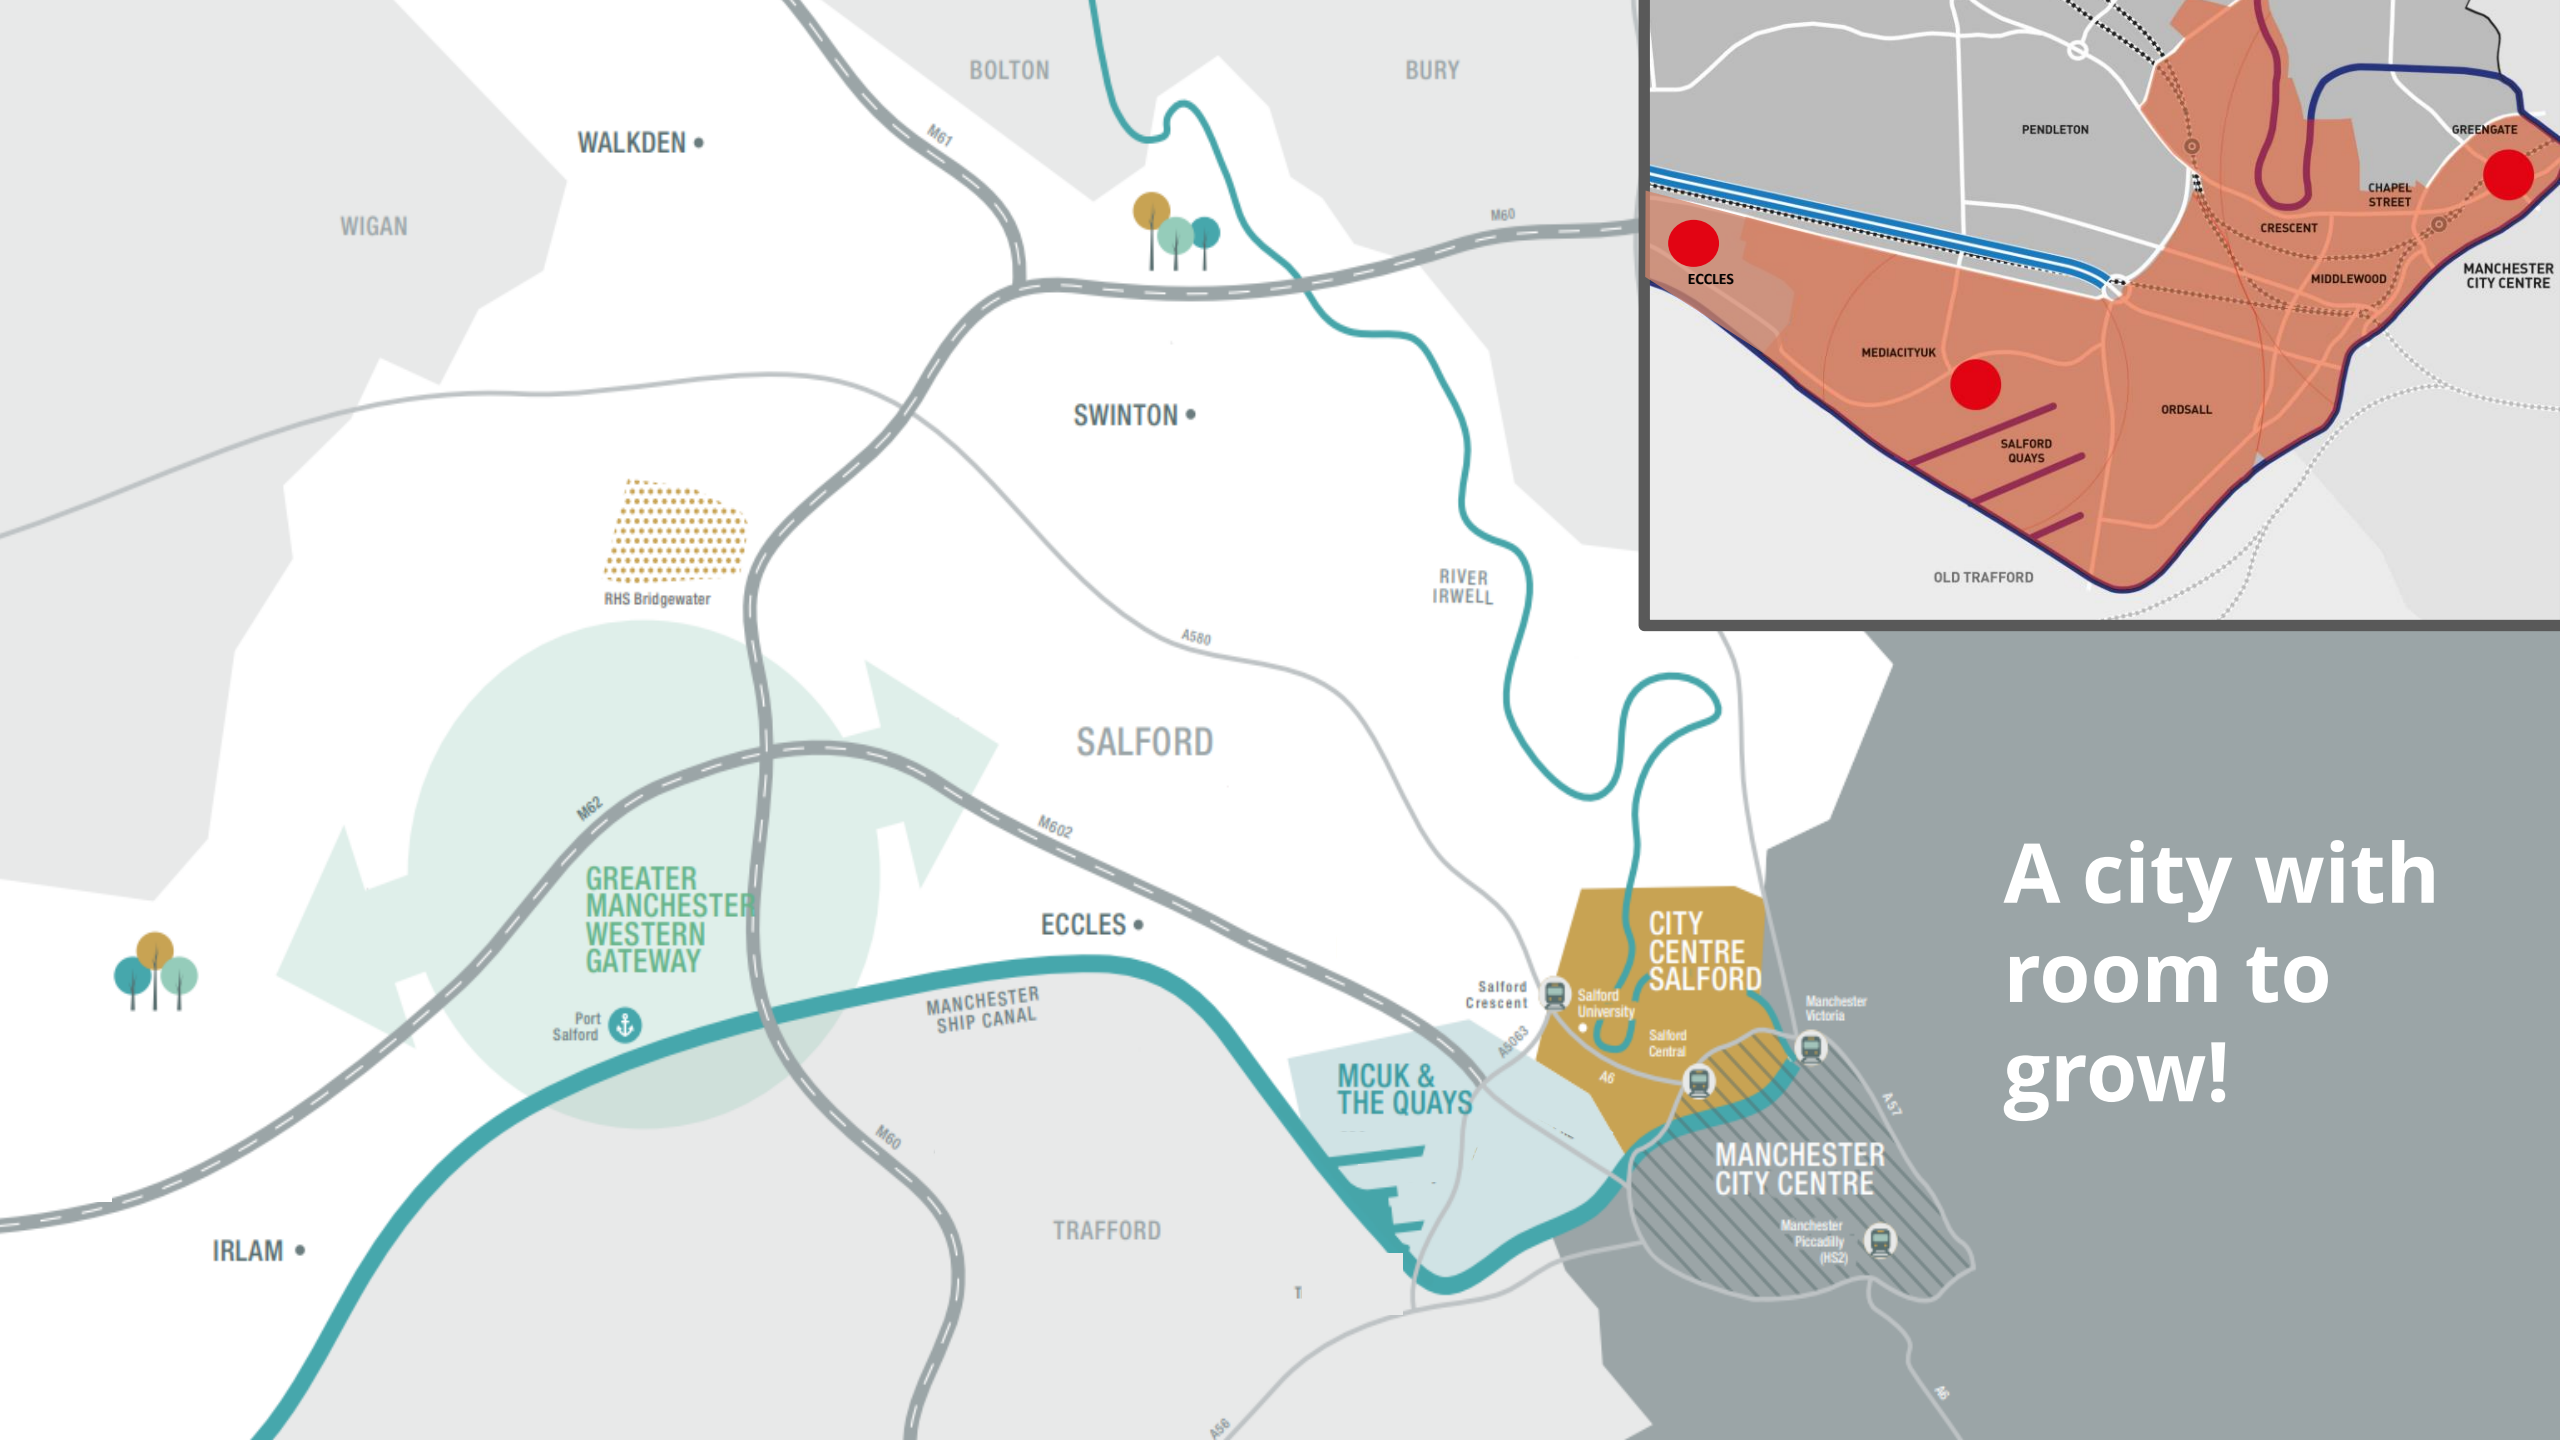 BOLTON
BURY
M61
WALKDEN
WIGAN
M60
SWINTON
RHS Bridgewater
RIVER
IRWELL
A580
SALFORD
M62
M602
GREATER
MANCHESTER
WESTERN
GATEWAY
ECCLES
Port
Salford
MANCHESTER
SHIP CANAL
M60
IRLAM
TRAFFORD
T
A56
Salford
Crescent
A5063
MCUK &
THE QUAYS
CITY
CENTRE
SALFORD
Salford
University
Salford
Central
A6
Manchester
Victoria
A57
MANCHESTER
CITY CENTRE
Manchester
Piccadilly
(HS2)
A6
PENDLETON
GREENGATE
CHAPEL
STREET
CRESCENT
MIDDLEWOOD
MANCHESTER
CITY CENTRE
ECCLES
MEDIACITYUK
ORDSALL
SALFORD
QUAYS
OLD TRAFFORD
A city with
room to
grow!